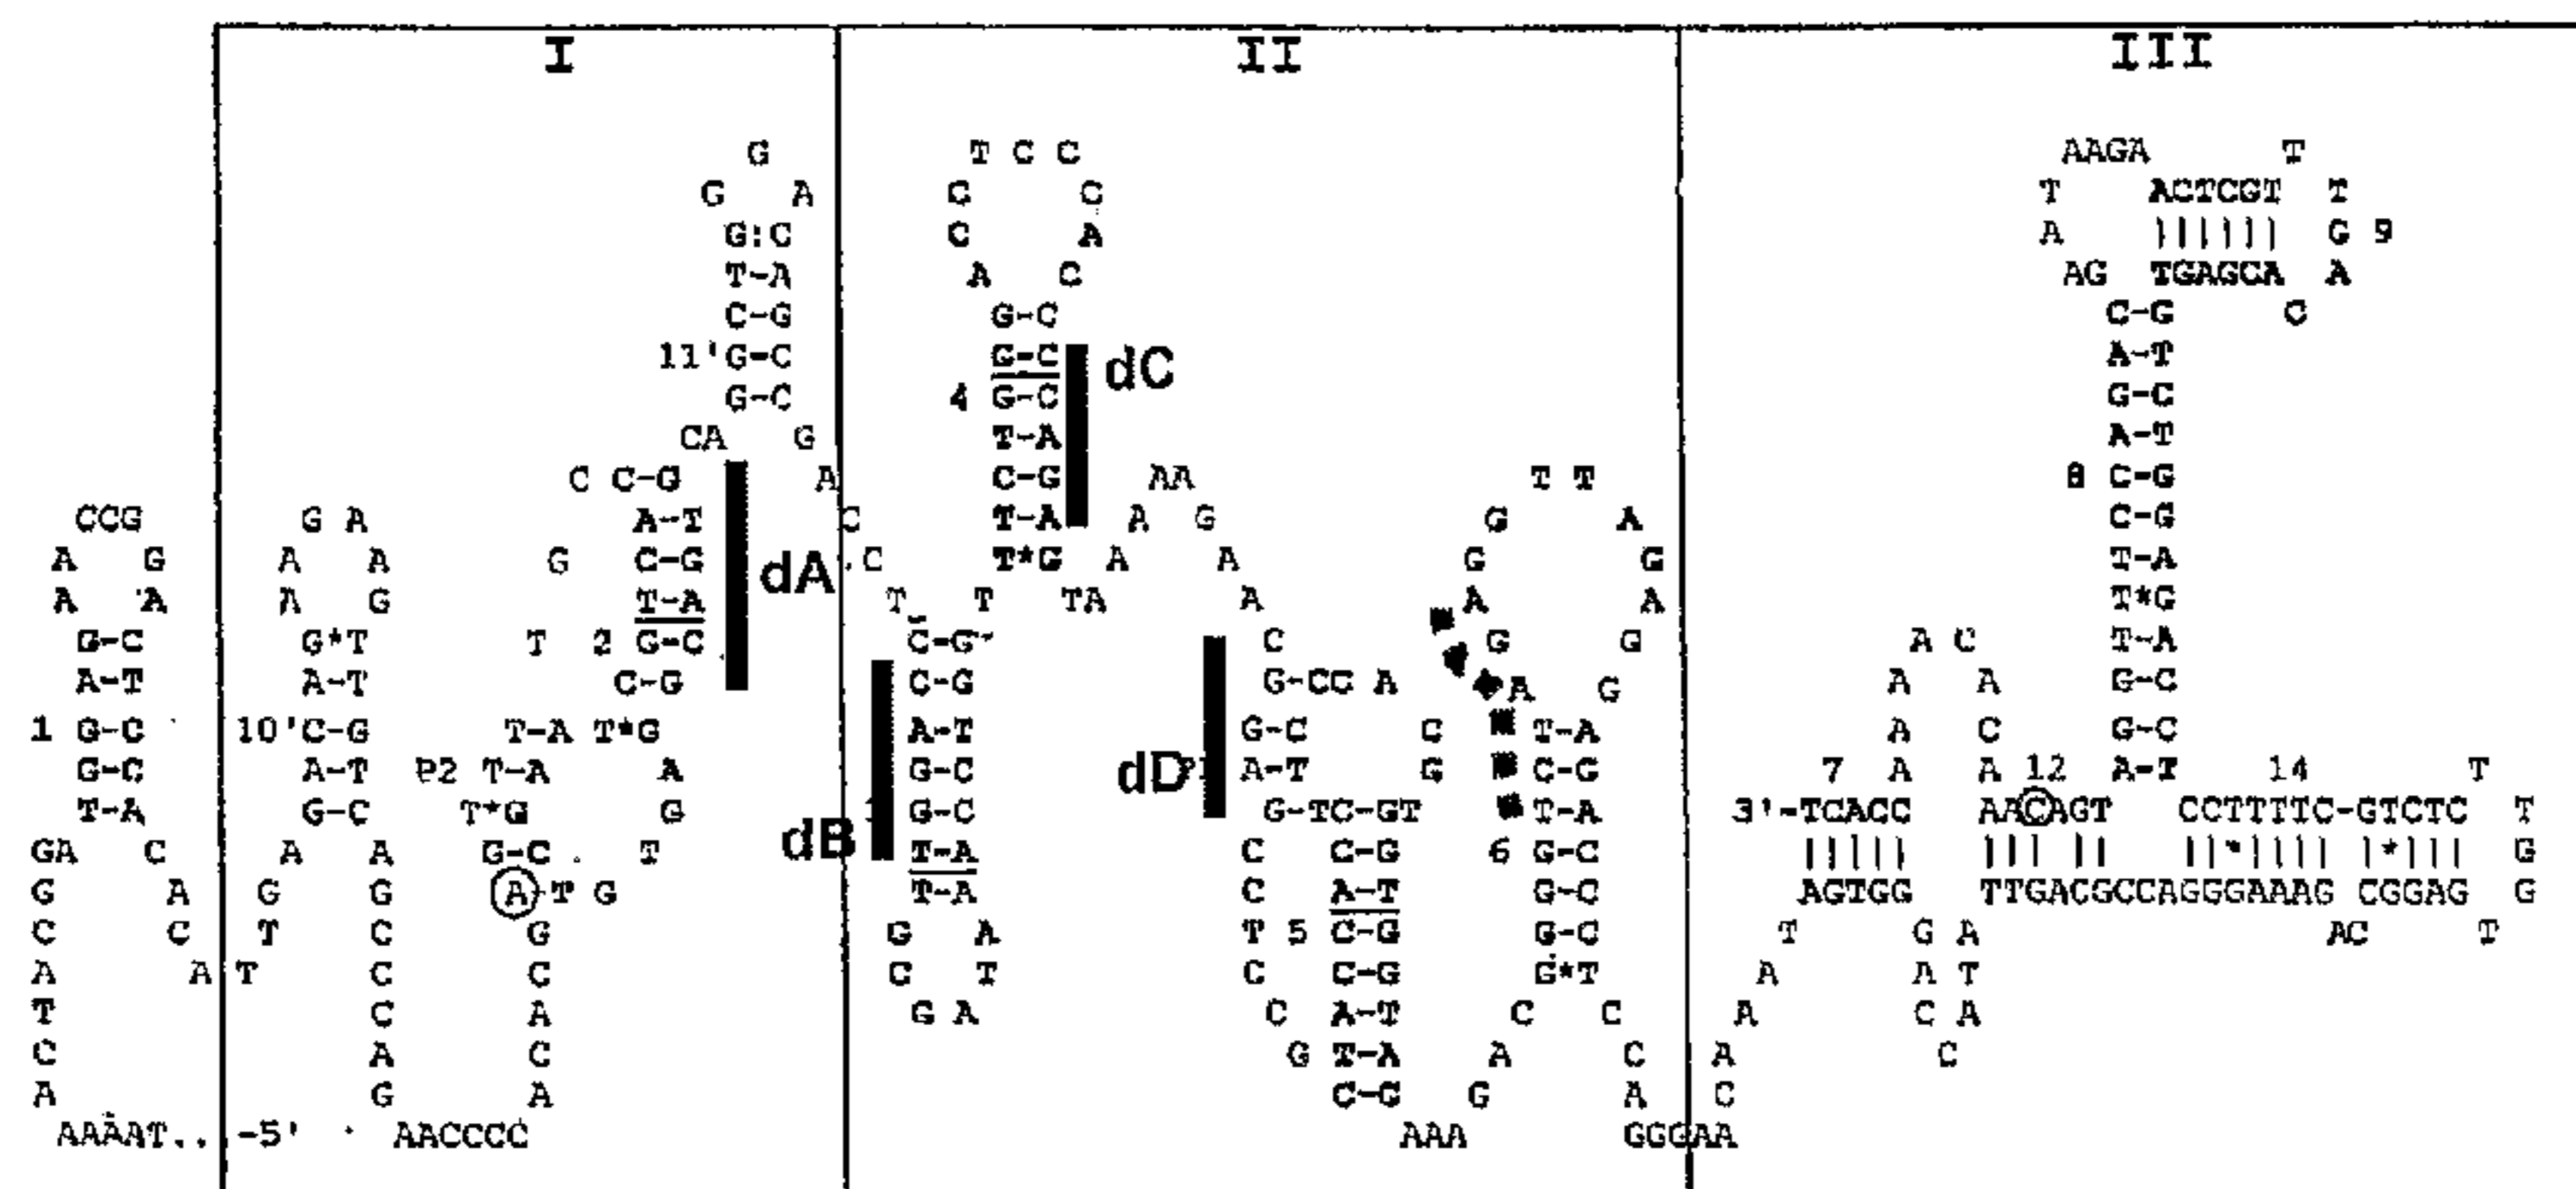 I II III
G T C C AAGA T
G A C C T ACTCGT T
G:C C A A |||||| G 9
T-A A C AG TGAGCA A
C-G G-C C-G C
11'G-C G-C dC A-T
G-C 4 G-C G-C
CA G T-A A-T
C C-G A C-G AA T T 8 C-G
CCG G A A-T C T-A A G G A C-G
A G A A G C-G dA C T*G A A G G T-A
A A A G T-A T T TA A A A T*G
G-C G*T T 2 G-C C-G C G G A C T-A
A-T A-T C-G C-G G-CC A A G A A G-C
1 G-C 10'C-G T-A T*G A-T G-C C T-A A C G-C
G-C A-T P2 T-A A G-C dD A-T G C-G 7 A A 12 A-T 14 T
T-A G-C T*G G G-C G-TC-GT T-A 3'-TCACC AACAGT CCTTTTC-GTCTC T
GA C A A G-C T dB T-A C C-G 6 G-C ||||| ||| || ||*|||| |*||| G
G A G G A-T G T-A C A-T G-C AGTGG TTGACGCCAGGGAAAG CGGAG G
C C T C G G A T 5 C-G G-C T G A AC T
A A T C C C T C C-G G*T A A T
T C A G A C A-T C C A C A
C A C G T-A A C A C
A G A C-G G A C
AAAAT.. -5' AACCCC AAA GGGAA